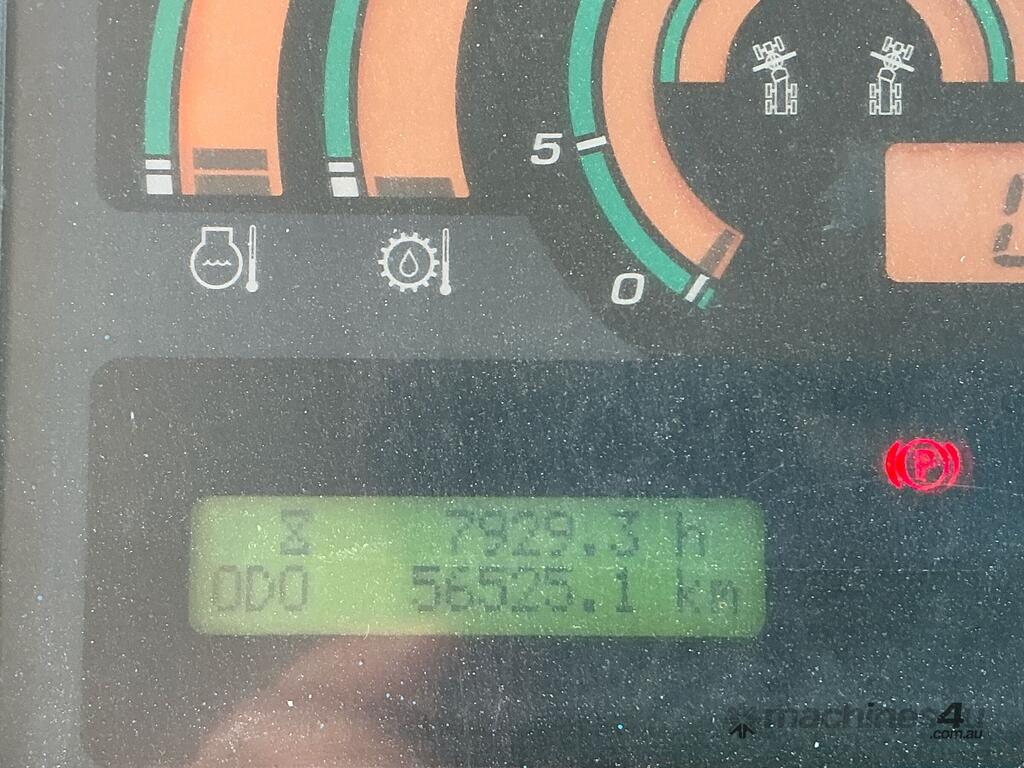 5
0
P
7929.3 h
ODO 56525.1 km
machines4u
.com.au